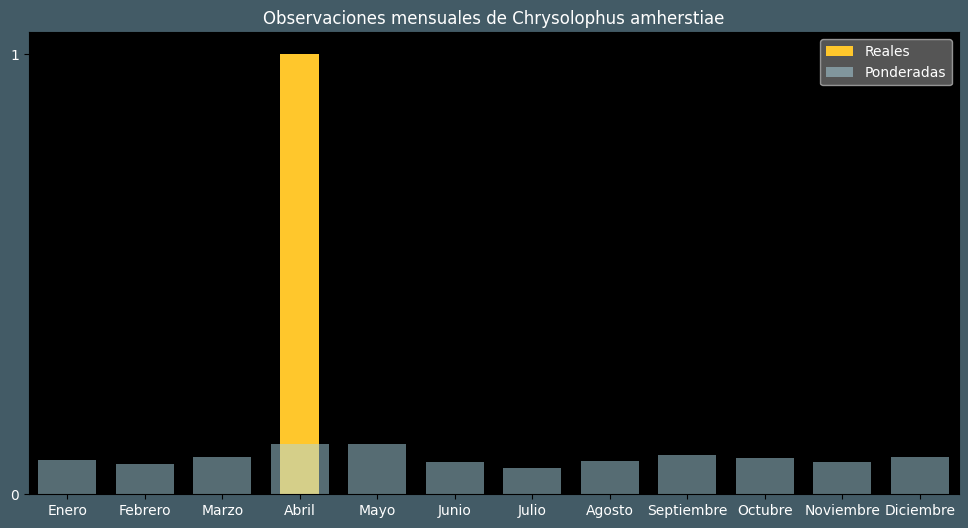 Observaciones mensuales de Chrysolophus amherstiae
Reales
Ponderadas
1
0
Enero Febrero Marzo Abril Mayo Junio Julio Agosto Septiembre Octubre Noviembre Diciembre